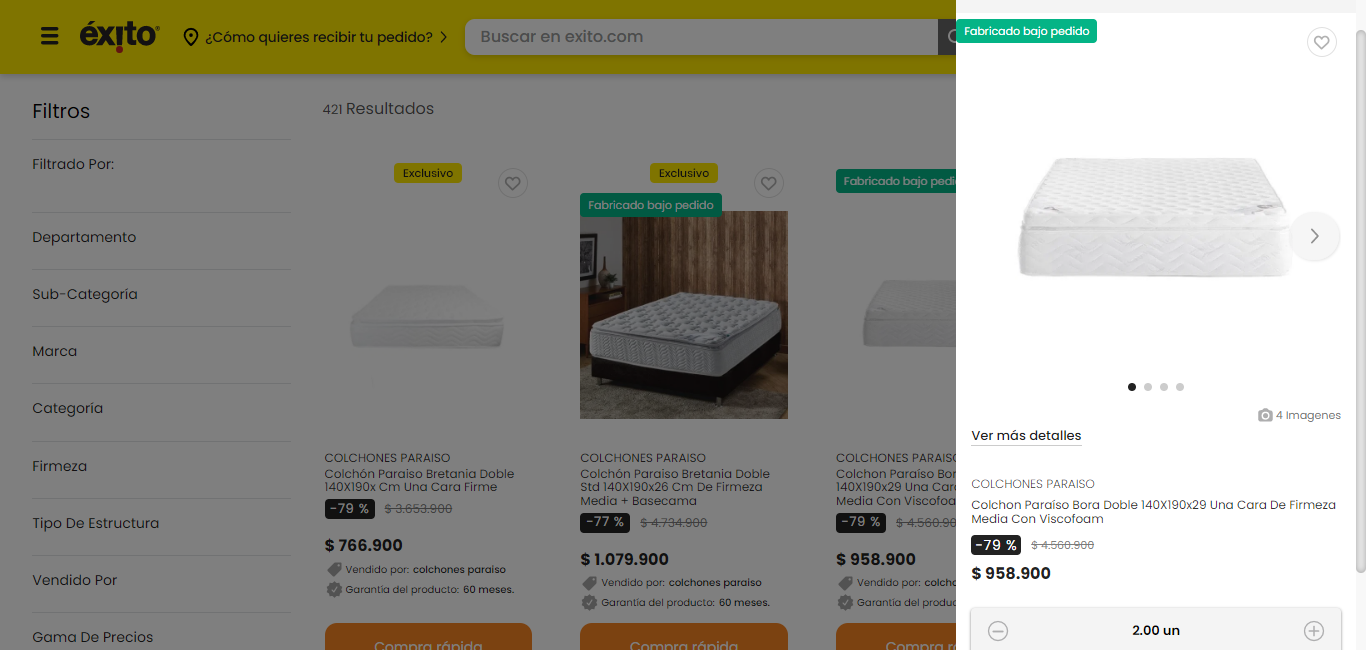 éxito
¿Cómo quieres recibir tu pedido?
Buscar en exito.com
Filtros
Filtrado Por:
Departamento
Sub-Categoría
Marca
Categoría
Firmeza
Tipo De Estructura
Vendido Por
Gama De Precios
421 Resultados
Exclusivo
COLCHONES PARAISO
Colchón Paraíso Bretania Doble
140X190x Cm Una Cara Firme
-79 % $ 3.653.900
$ 766.900
Vendido por: colchones paraiso
Garantía del producto: 60 meses.
Compra rápida
Exclusivo
Fabricado bajo pedido
COLCHONES PARAISO
Colchón Paraíso Bretania Doble
Std 140X190x26 Cm De Firmeza
Media + Basecama
-77 % $ 4.734.900
$ 1.079.900
Vendido por: colchones paraiso
Garantía del producto: 60 meses.
Compra rápida
Fabricado bajo pedi
COLCHONES PARAISO
Colchon Paraíso Bor
140X190x29 Una Cara
Media Con Viscofoam
-79 % $ 4.560.900
$ 958.900
Vendido por: colcho
Garantía del produc
Compra r
Fabricado bajo pedido
4 Imagenes
Ver más detalles
COLCHONES PARAISO
Colchon Paraíso Bora Doble 140X190x29 Una Cara De Firmeza
Media Con Viscofoam
-79 % $ 4.560.900
$ 958.900
2.00 un